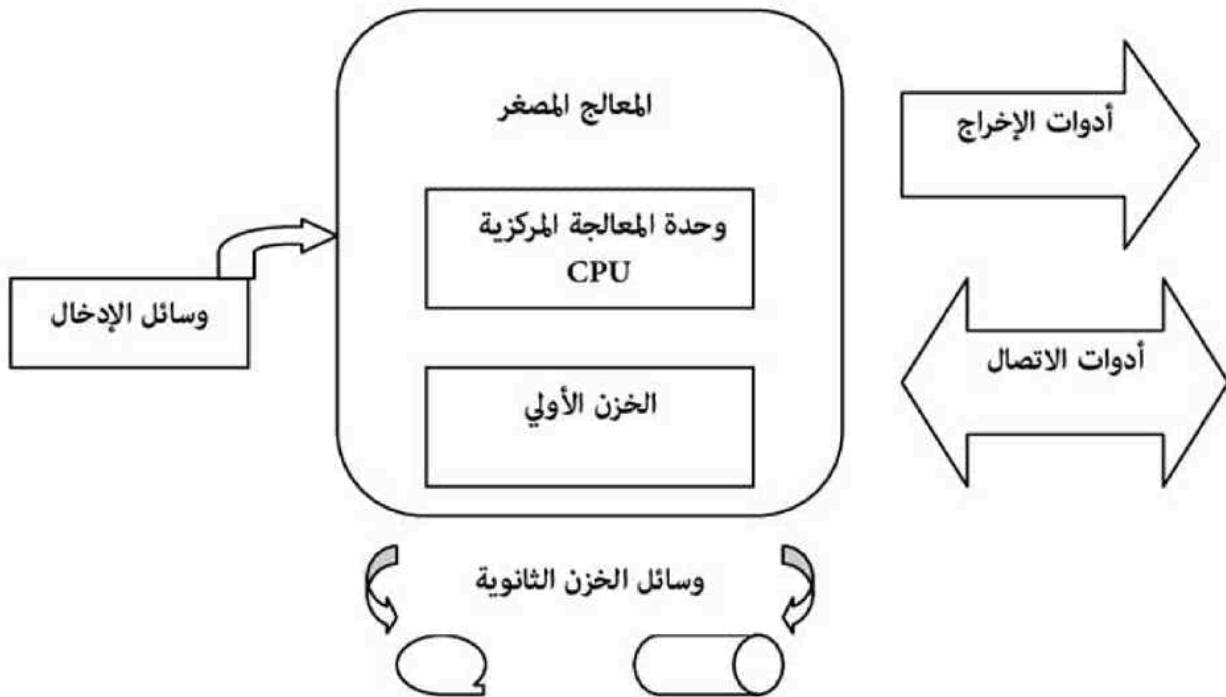 المعالج المصغر
أدوات الإخراج
وحدة المعالجة المركزية
CPU
وسائل الإدخال
أدوات الاتصال
الخزن الأولي
وسائل الخزن الثانوية